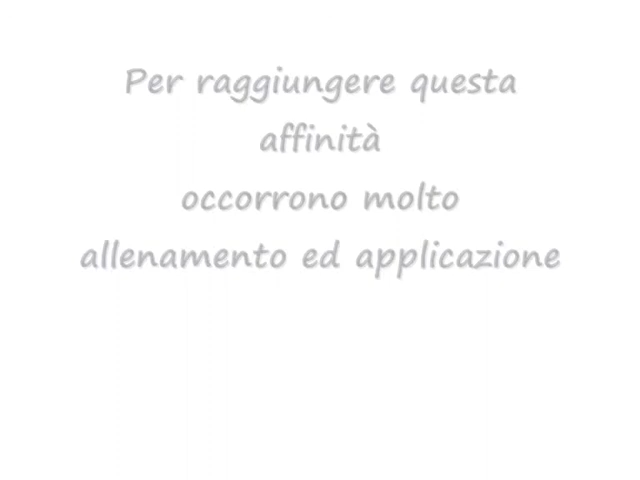 Per raggiungere questa
affinità
occorrono molto
allenamento ed applicazione